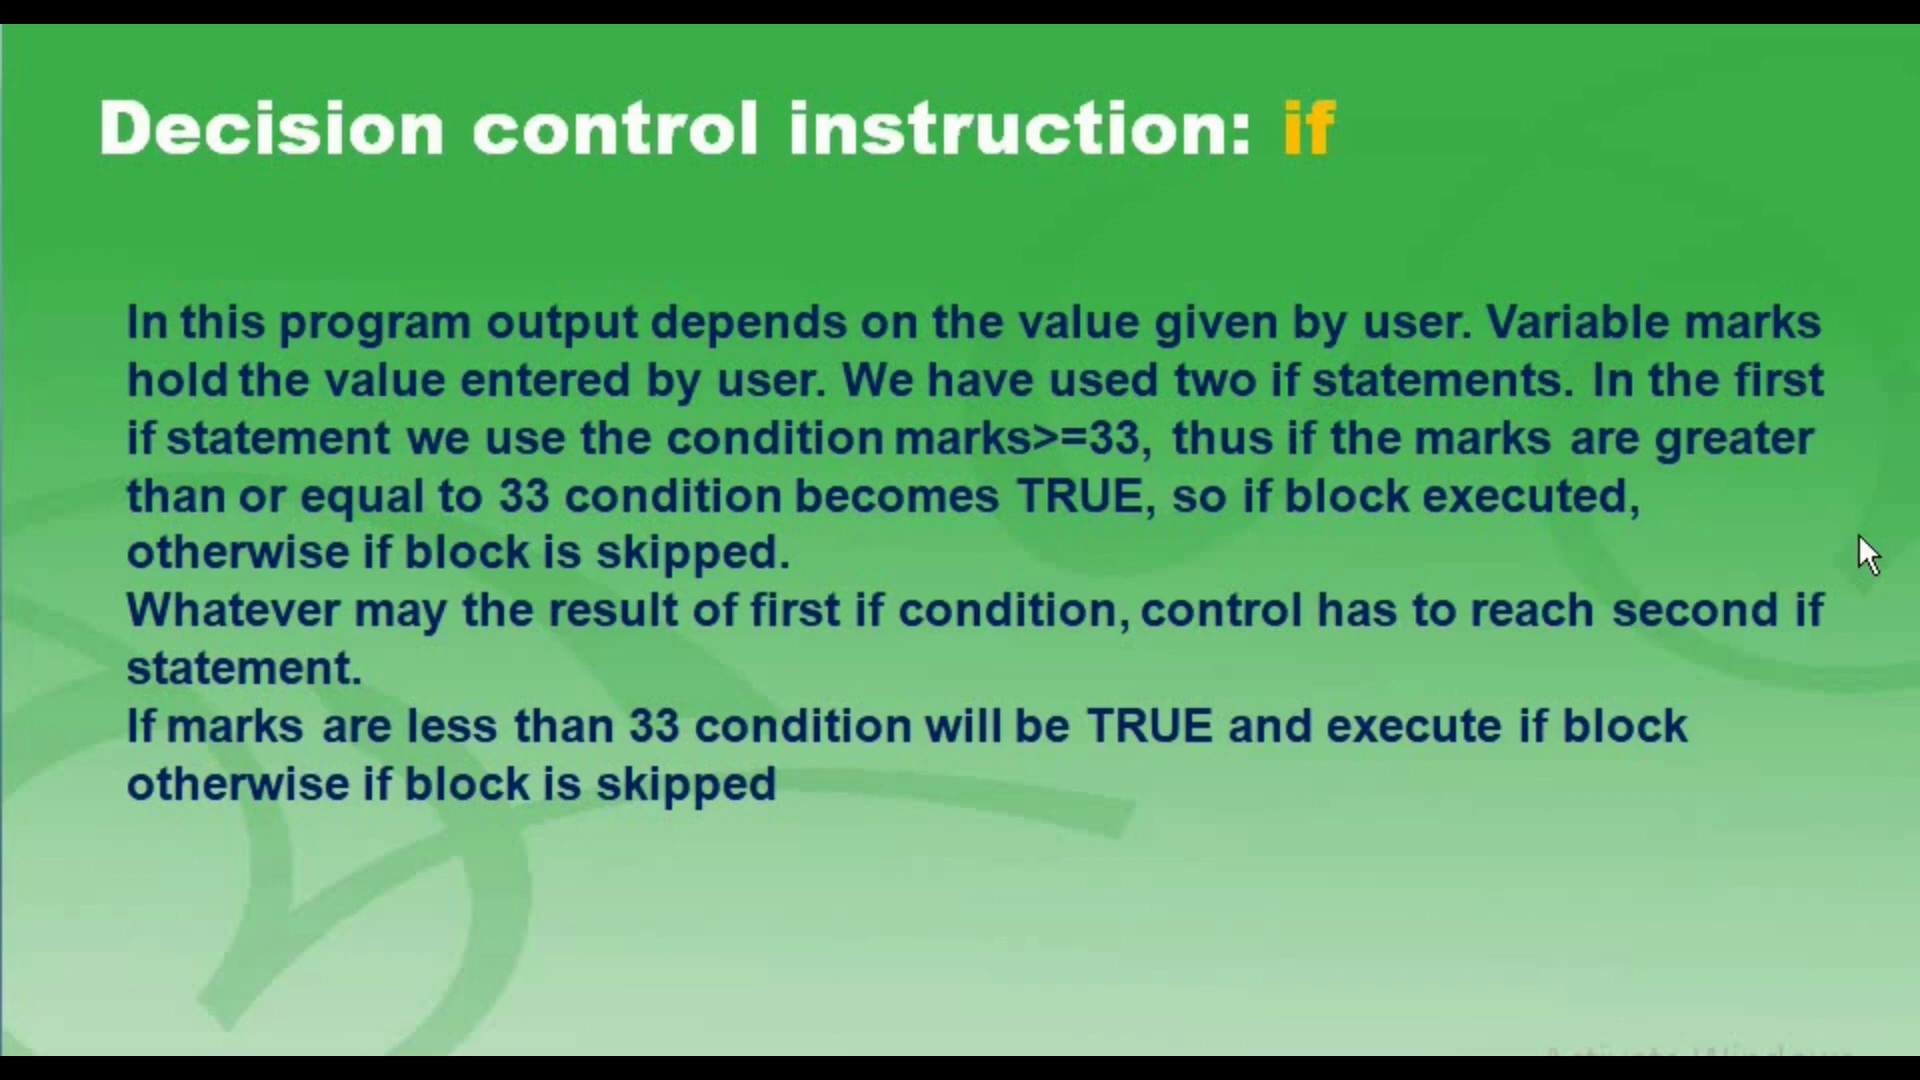 Decision control instruction: if
In this program output depends on the value given by user. Variable marks
hold the value entered by user. We have used two if statements. In the first
if statement we use the condition marks>=33, thus if the marks are greater
than or equal to 33 condition becomes TRUE, so if block executed,
otherwise if block is skipped.
Whatever may the result of first if condition, control has to reach second if
statement.
If marks are less than 33 condition will be TRUE and execute if block
otherwise if block is skipped